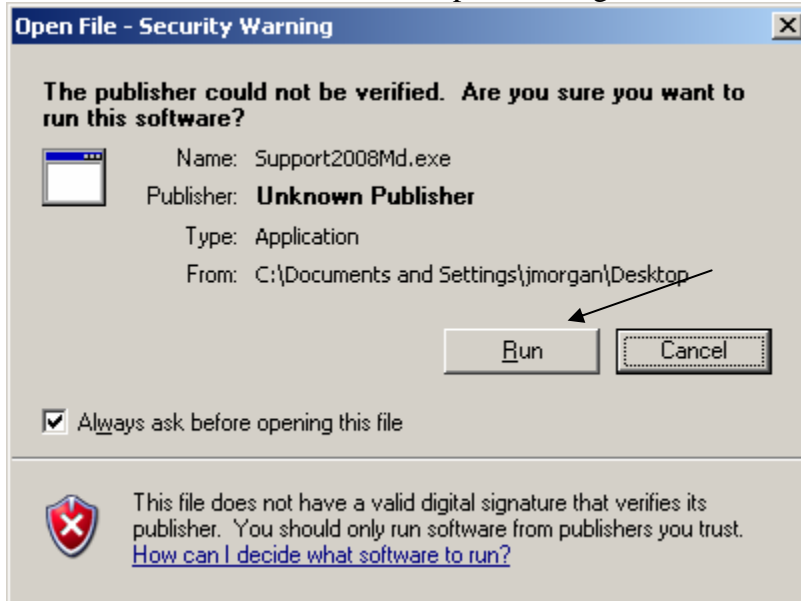 Open File - Security Warning
The publisher could not be verified.  Are you sure you want to
run this software?
Name: Support2008Md.exe
Publisher: Unknown Publisher
Type: Application
From: C:\Documents and Settings\jmorgan\Desktop
Run Cancel
Always ask before opening this file
This file does not have a valid digital signature that verifies its
publisher.  You should only run software from publishers you trust.
How can I decide what software to run?